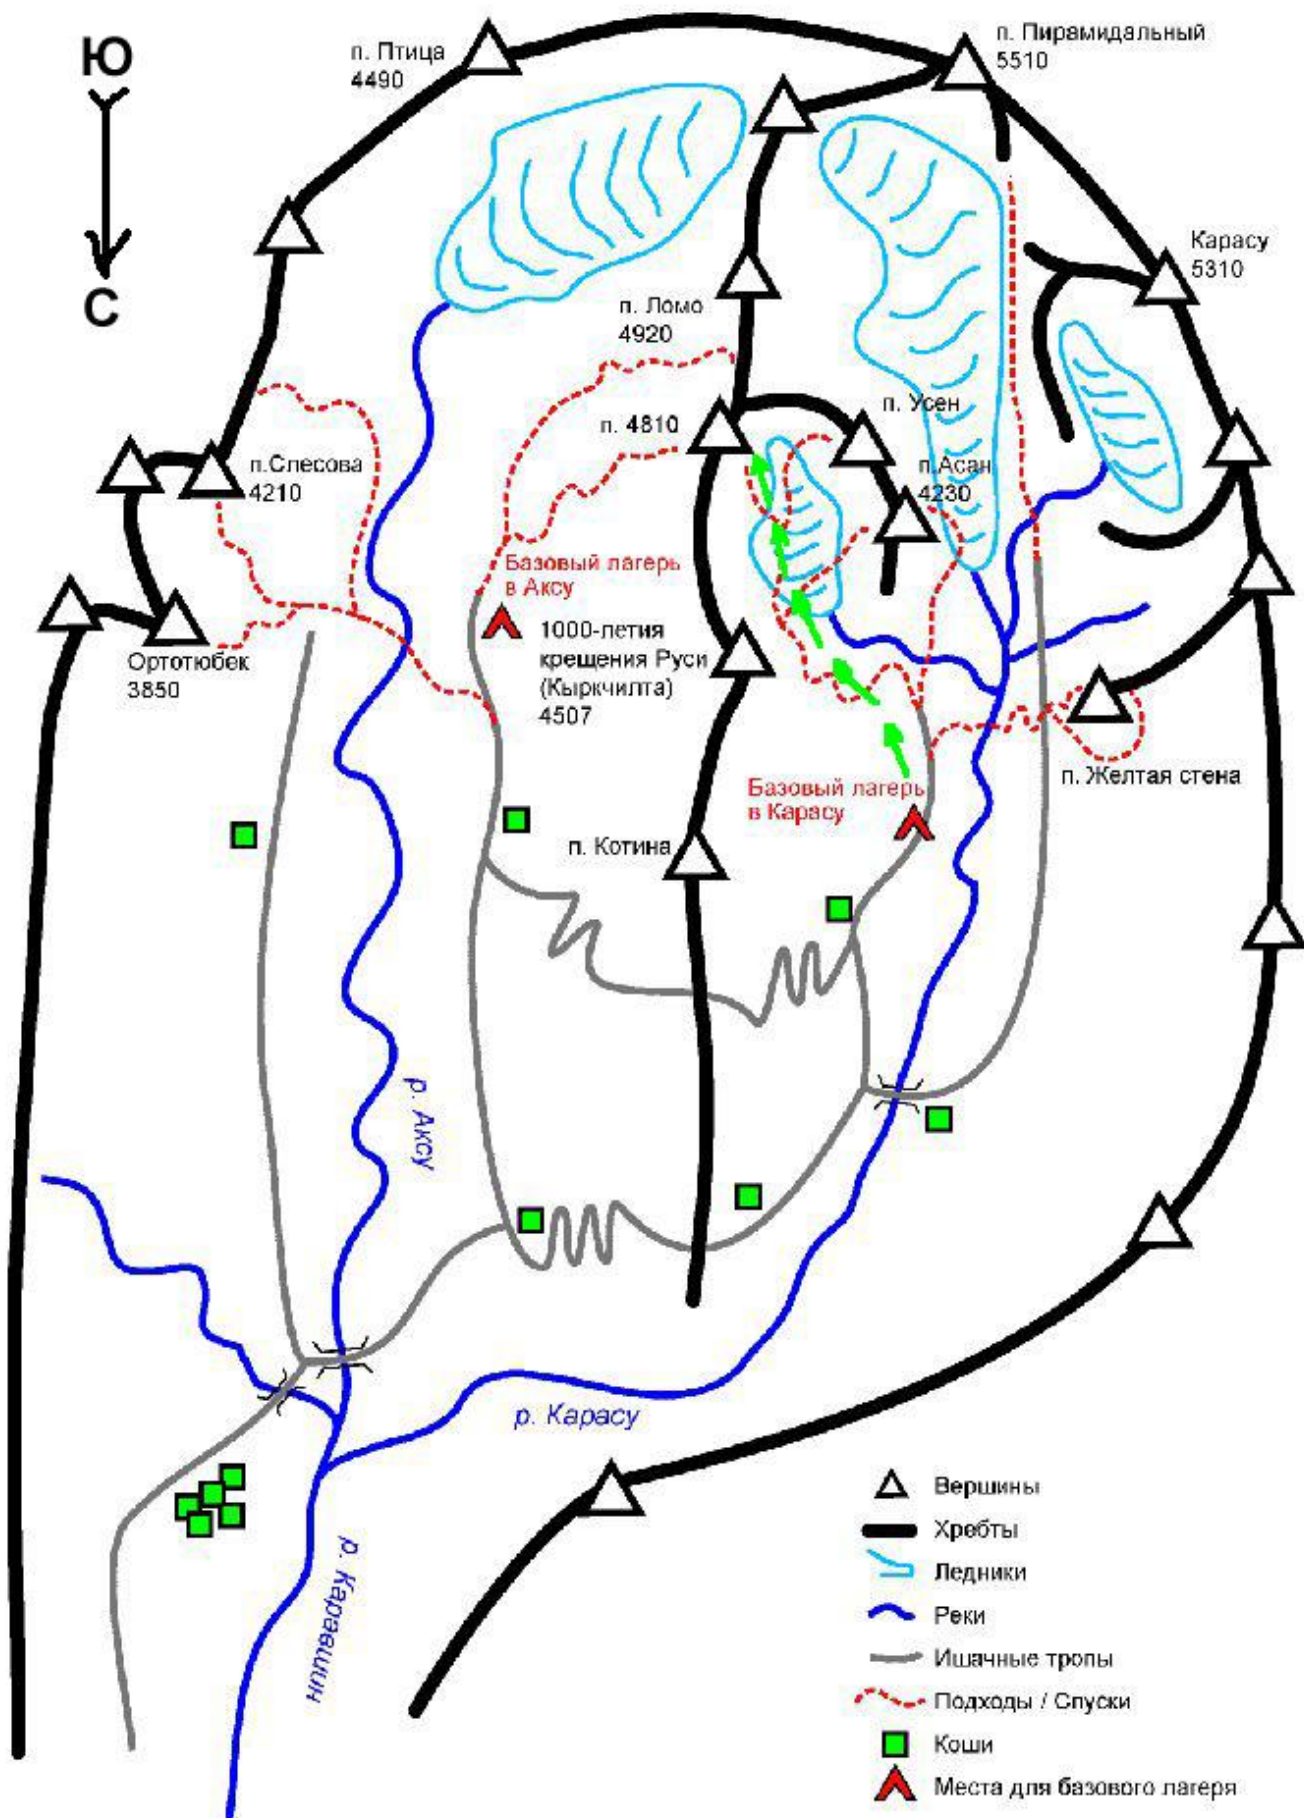 Ю
С
п. Птица
4490
п. Пирамидальный
5510
Карасу
5310
п. Ломо
4920
п. Усен
п. 4810
п.Слесова
4210
п.Асан
4230
Базовый лагерь
в Аксу
1000-летия
крещения Руси
(Кыркчилта)
4507
Ортотюбек
3850
п. Желтая стена
Базовый лагерь
в Карасу
п. Котина
р. Аксу
р. Карасу
р. Каравшин
Вершины
Хребты
Ледники
Реки
Ишачные тропы
Подходы / Спуски
Коши
Места для базового лагеря